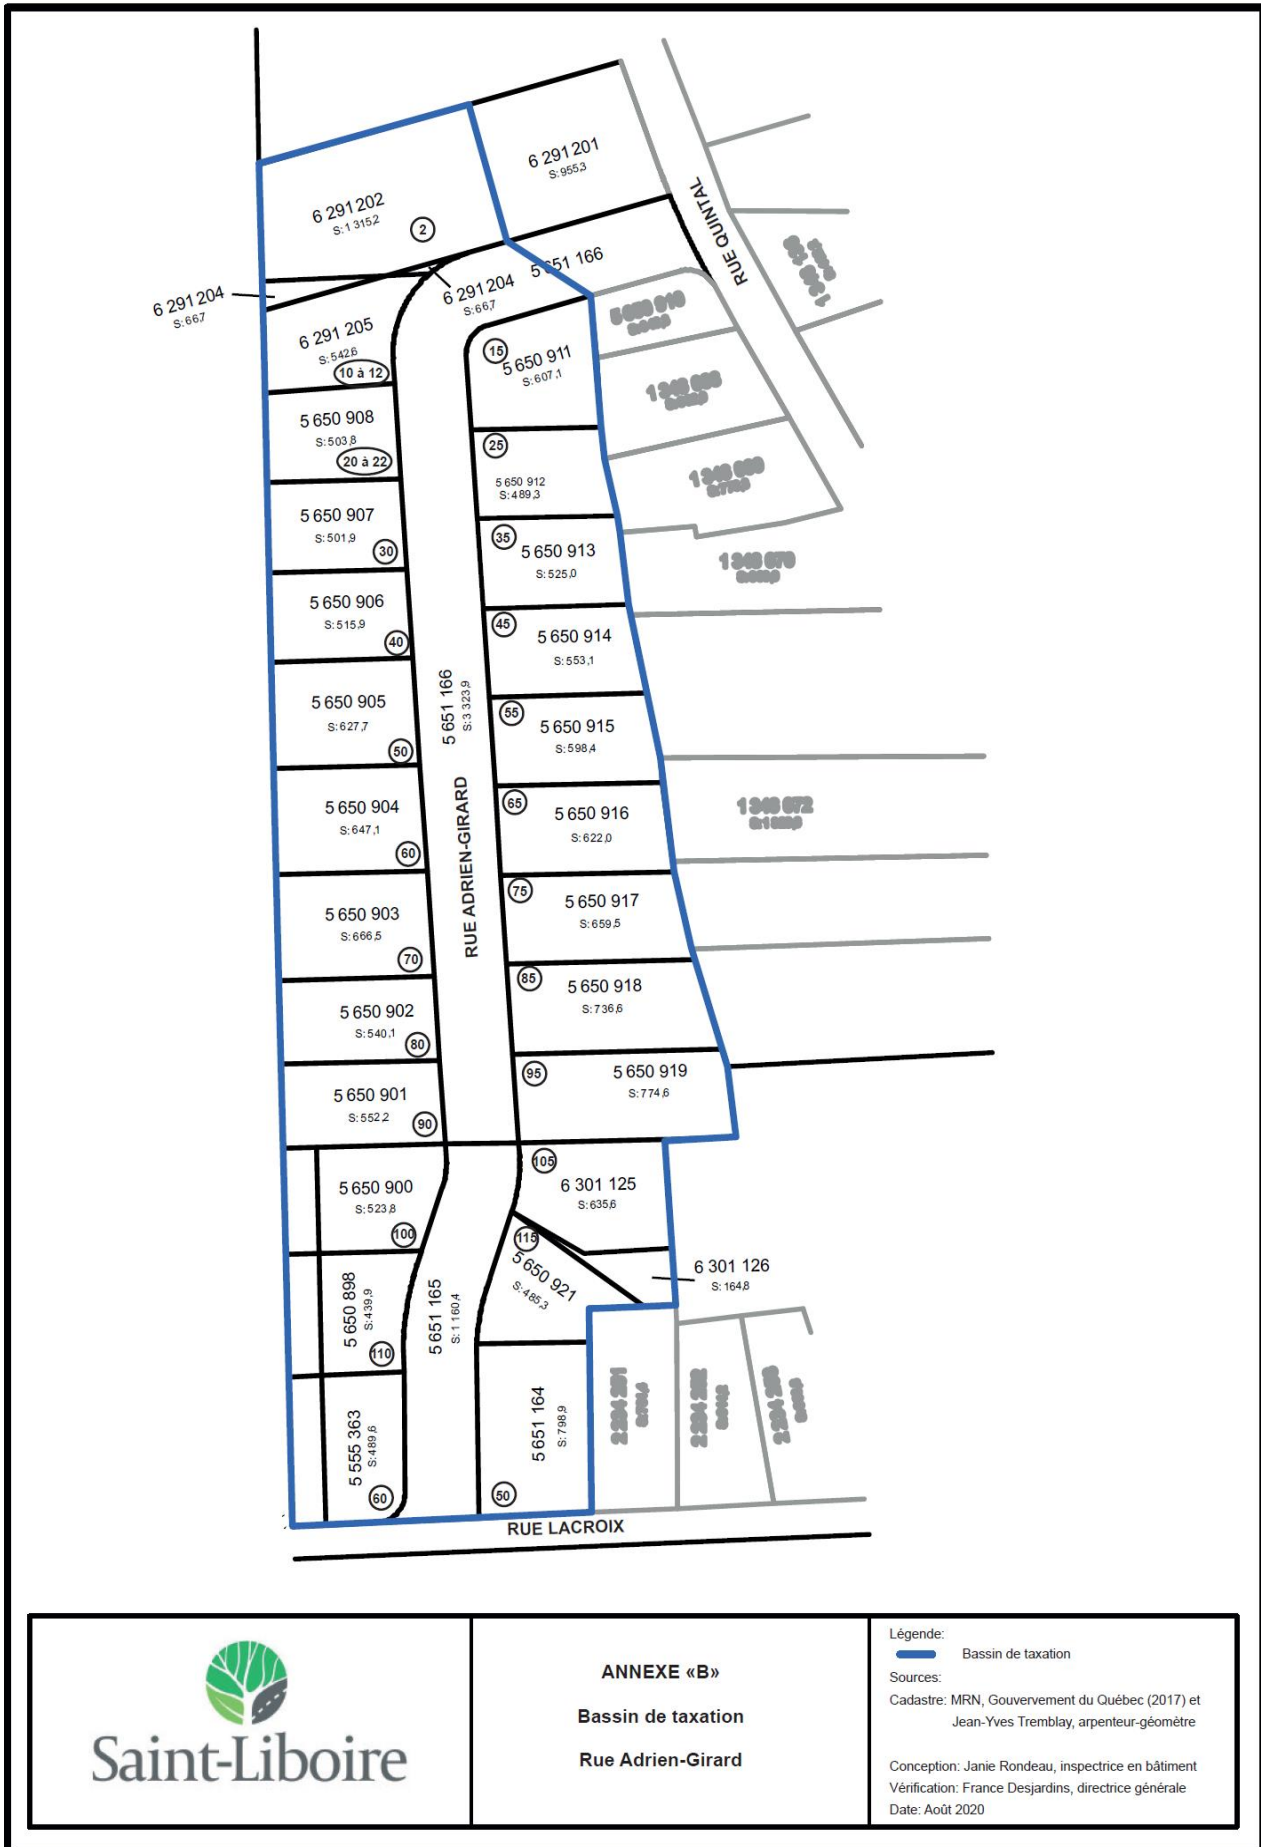 6 291 201
S: 955,3
6 291 202
S: 1 315,2
2
RUE QUINTAL
5 651 166
6 291 204
S: 66,7
6 291 204
S: 66,7
6 291 205
S: 542,6
10 à 12
15
5 650 911
S: 607,1
5 650 908
S: 503,8
20 à 22
25
5 650 912
S: 489,3
5 650 907
S: 501,9
30
35
5 650 913
S: 525,0
5 650 906
S: 515,9
40
45
5 650 914
S: 553,1
5 650 905
S: 627,7
50
5 651 166
S: 3 323,9
55
5 650 915
S: 598,4
5 650 904
S: 647,1
60
RUE ADRIEN-GIRARD
65
5 650 916
S: 622,0
5 650 903
S: 666,5
70
75
5 650 917
S: 659,5
5 650 902
S: 540,1
80
85
5 650 918
S: 736,6
5 650 901
S: 552,2
90
95
5 650 919
S: 774,6
5 650 900
S: 523,8
100
105
6 301 125
S: 635,6
115
5 650 921
S: 485,3
6 301 126
S: 164,8
5 650 898
S: 439,9
110
5 651 165
S: 1 160,4
5 555 363
S: 489,6
60
5 651 164
S: 798,9
50
RUE LACROIX
Saint-Liboire
ANNEXE «B»
Bassin de taxation
Rue Adrien-Girard
Légende:
Bassin de taxation
Sources:
Cadastre: MRN, Gouvervement du Québec (2017) et
Jean-Yves Tremblay, arpenteur-géomètre
Conception: Janie Rondeau, inspectrice en bâtiment
Vérification: France Desjardins, directrice générale
Date: Août 2020